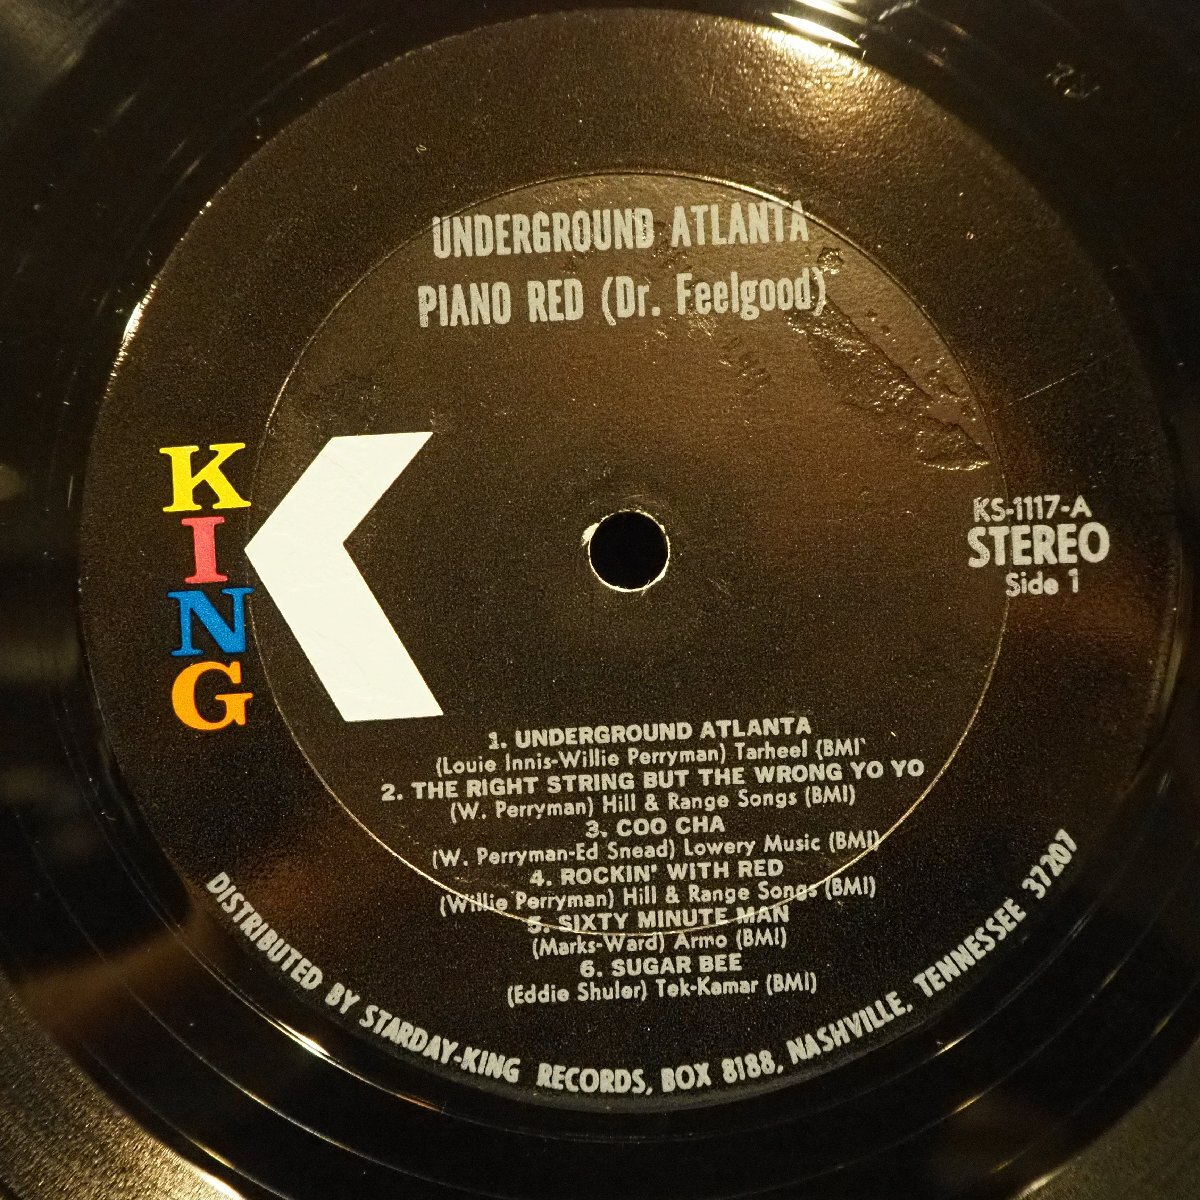 UNDERGROUND ATLANTA
PIANO RED (Dr. Feelgood)
KING
KS-1117-A
STEREO
Side 1
1. UNDERGROUND ATLANTA
(Louie Innis-Willie Perryman) Tarheel (BMI)
2. THE RIGHT STRING BUT THE WRONG YO YO
(W. Perryman) Hill & Range Songs (BMI)
3. COO CHA
(W. Perryman-Ed Snead) Lowery Music (BMI)
4. ROCKIN' WITH RED
(Willie Perryman) Hill & Range Songs (BMI)
5. SIXTY MINUTE MAN
(Marks-Ward) Armo (BMI)
6. SUGAR BEE
(Eddie Shuler) Tek-Kamar (BMI)
DISTRIBUTED BY STARDAY-KING RECORDS, BOX 8188, NASHVILLE, TENNESSEE 37207